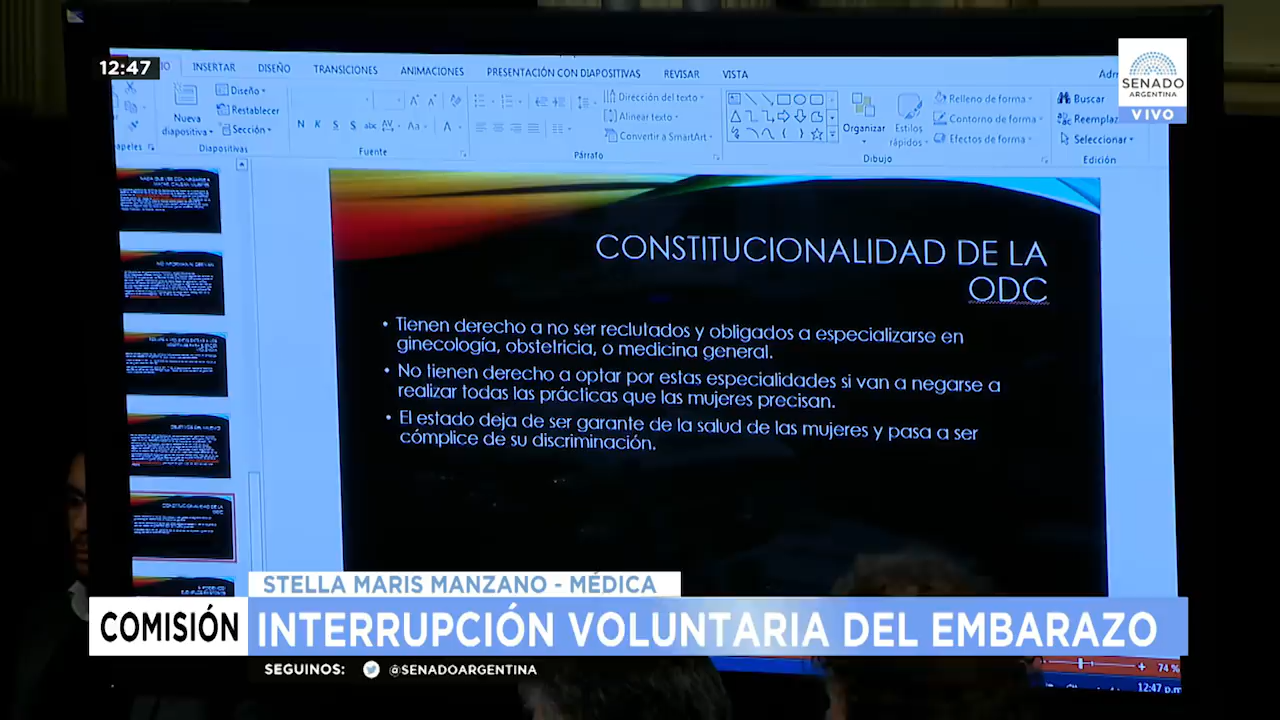 12:47
INSERTAR DISEÑO TRANSICIONES ANIMACIONES PRESENTACIÓN CON DIAPOSITIVAS REVISAR VISTA
SENADO
ARGENTINA
VIVO
Nueva
diapositiva
Diseño
Restablecer
Sección
Diapositivas
N K S S abc AV Aa A
Fuente
Dirección del texto
Alinear texto
Convertir a SmartArt
Párrafo
Organizar
Estilos
rápidos
Relleno de forma
Contorno de forma
Efectos de forma
Dibujo
Buscar
Reemplaz
Seleccionar
Edición
CONSTITUCIONALIDAD DE LA
ODC
• Tienen derecho a no ser reclutados y obligados a especializarse en
ginecología, obstetricia, o medicina general.
• No tienen derecho a optar por estas especialidades si van a negarse a
realizar todas las prácticas que las mujeres precisan.
• El estado deja de ser garante de la salud de las mujeres y pasa a ser
cómplice de su discriminación.
STELLA MARIS MANZANO - MÉDICA
COMISIÓN
INTERRUPCIÓN VOLUNTARIA DEL EMBARAZO
SEGUINOS: @SENADOARGENTINA
74 %
12:47 p.m